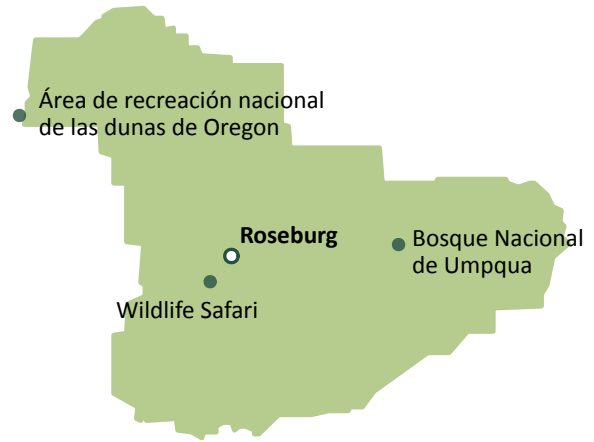 Área de recreación nacional
de las dunas de Oregon
Roseburg
Bosque Nacional
de Umpqua
Wildlife Safari